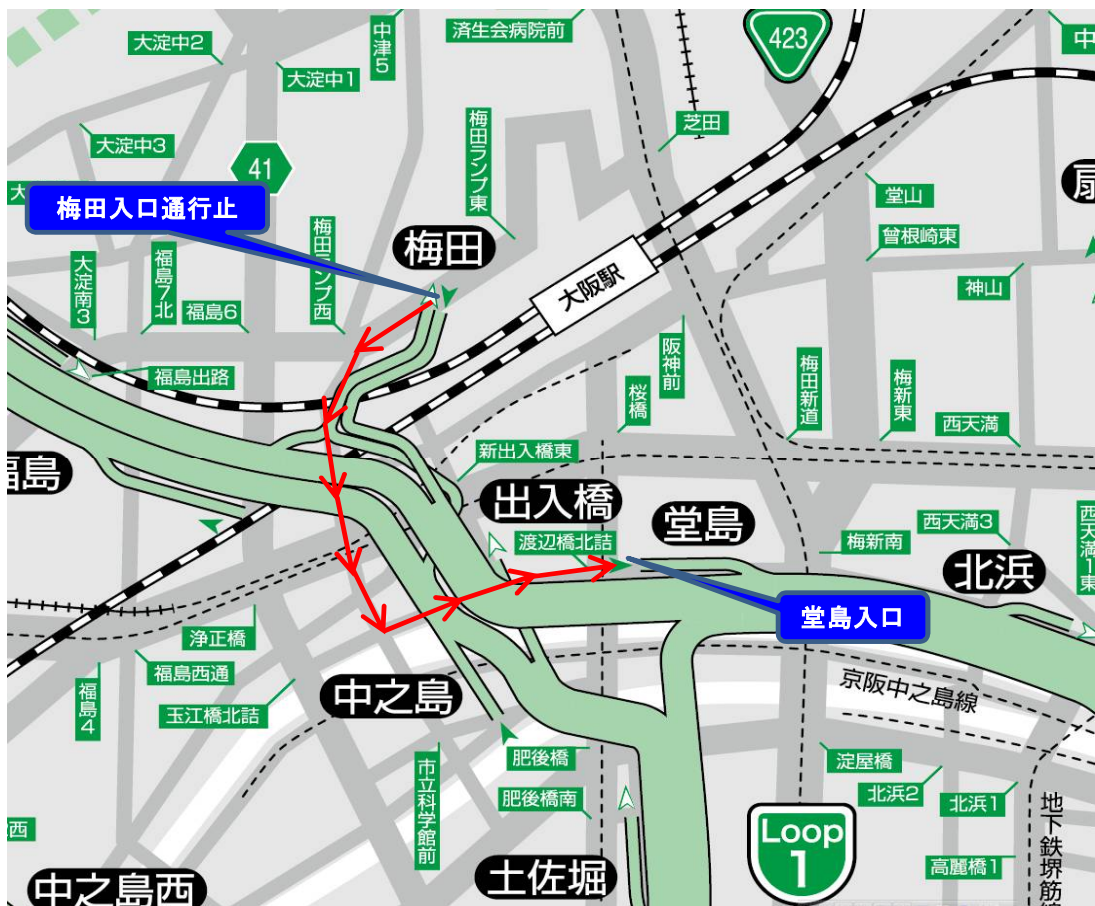 大淀中2
中津5
済生会病院前
423
中
大淀中1
芝田
大淀中3
梅田ランプ東
41
堂山
梅田入口通行止
梅田
曽根崎東
大淀南3
福島7北
福島6
梅田ランプ西
大阪駅
神山
阪神前
福島出路
桜橋
梅田新道
梅新東
西天満
新出入橋東
福島
出入橋
堂島
渡辺橋北詰
梅新南
西天満3
西天満1東
北浜
堂島入口
浄正橋
福島西通
福島4
玉江橋北詰
中之島
京阪中之島線
市立科学館前
肥後橋
淀屋橋
肥後橋南
北浜2
北浜1
西
Loop
1
地下鉄堺筋線
高麗橋1
中之島西
土佐堀